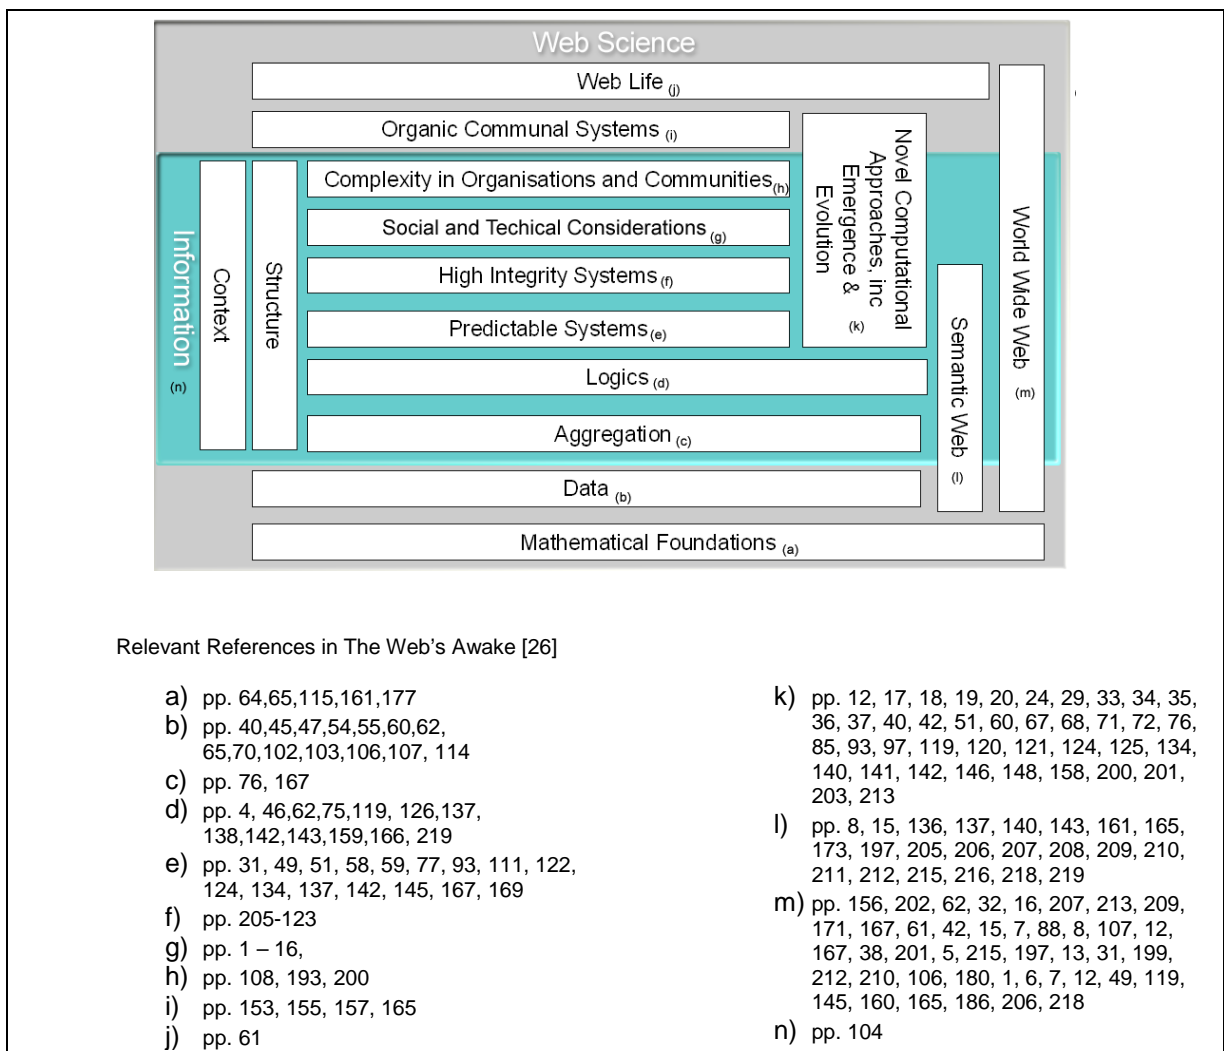 Web Science
Web Life (j)
Organic Communal Systems (i)
Complexity in Organisations and Communities(h)
Social and Techical Considerations (g)
High Integrity Systems (f)
Predictable Systems(e)
Logics (d)
Aggregation (c)
Data (b)
Mathematical Foundations (a)
Information
(n)
Context
Structure
Novel Computational
Approaches, inc
Emergence &
Evolution
(k)
Semantic Web
(l)
World Wide Web
(m)
Relevant References in The Web's Awake [26]
a) pp. 64,65,115,161,177
b) pp. 40,45,47,54,55,60,62,
65,70,102,103,106,107, 114
c) pp. 76, 167
d) pp. 4, 46,62,75,119, 126,137,
138,142,143,159,166, 219
e) pp. 31, 49, 51, 58, 59, 77, 93, 111, 122,
124, 134, 137, 142, 145, 167, 169
f) pp. 205-123
g) pp. 1 – 16,
h) pp. 108, 193, 200
i) pp. 153, 155, 157, 165
j) pp. 61
k) pp. 12, 17, 18, 19, 20, 24, 29, 33, 34, 35,
36, 37, 40, 42, 51, 60, 67, 68, 71, 72, 76,
85, 93, 97, 119, 120, 121, 124, 125, 134,
140, 141, 142, 146, 148, 158, 200, 201,
203, 213
l) pp. 8, 15, 136, 137, 140, 143, 161, 165,
173, 197, 205, 206, 207, 208, 209, 210,
211, 212, 215, 216, 218, 219
m) pp. 156, 202, 62, 32, 16, 207, 213, 209,
171, 167, 61, 42, 15, 7, 88, 8, 107, 12,
167, 38, 201, 5, 215, 197, 13, 31, 199,
212, 210, 106, 180, 1, 6, 7, 12, 49, 119,
145, 160, 165, 186, 206, 218
n) pp. 104